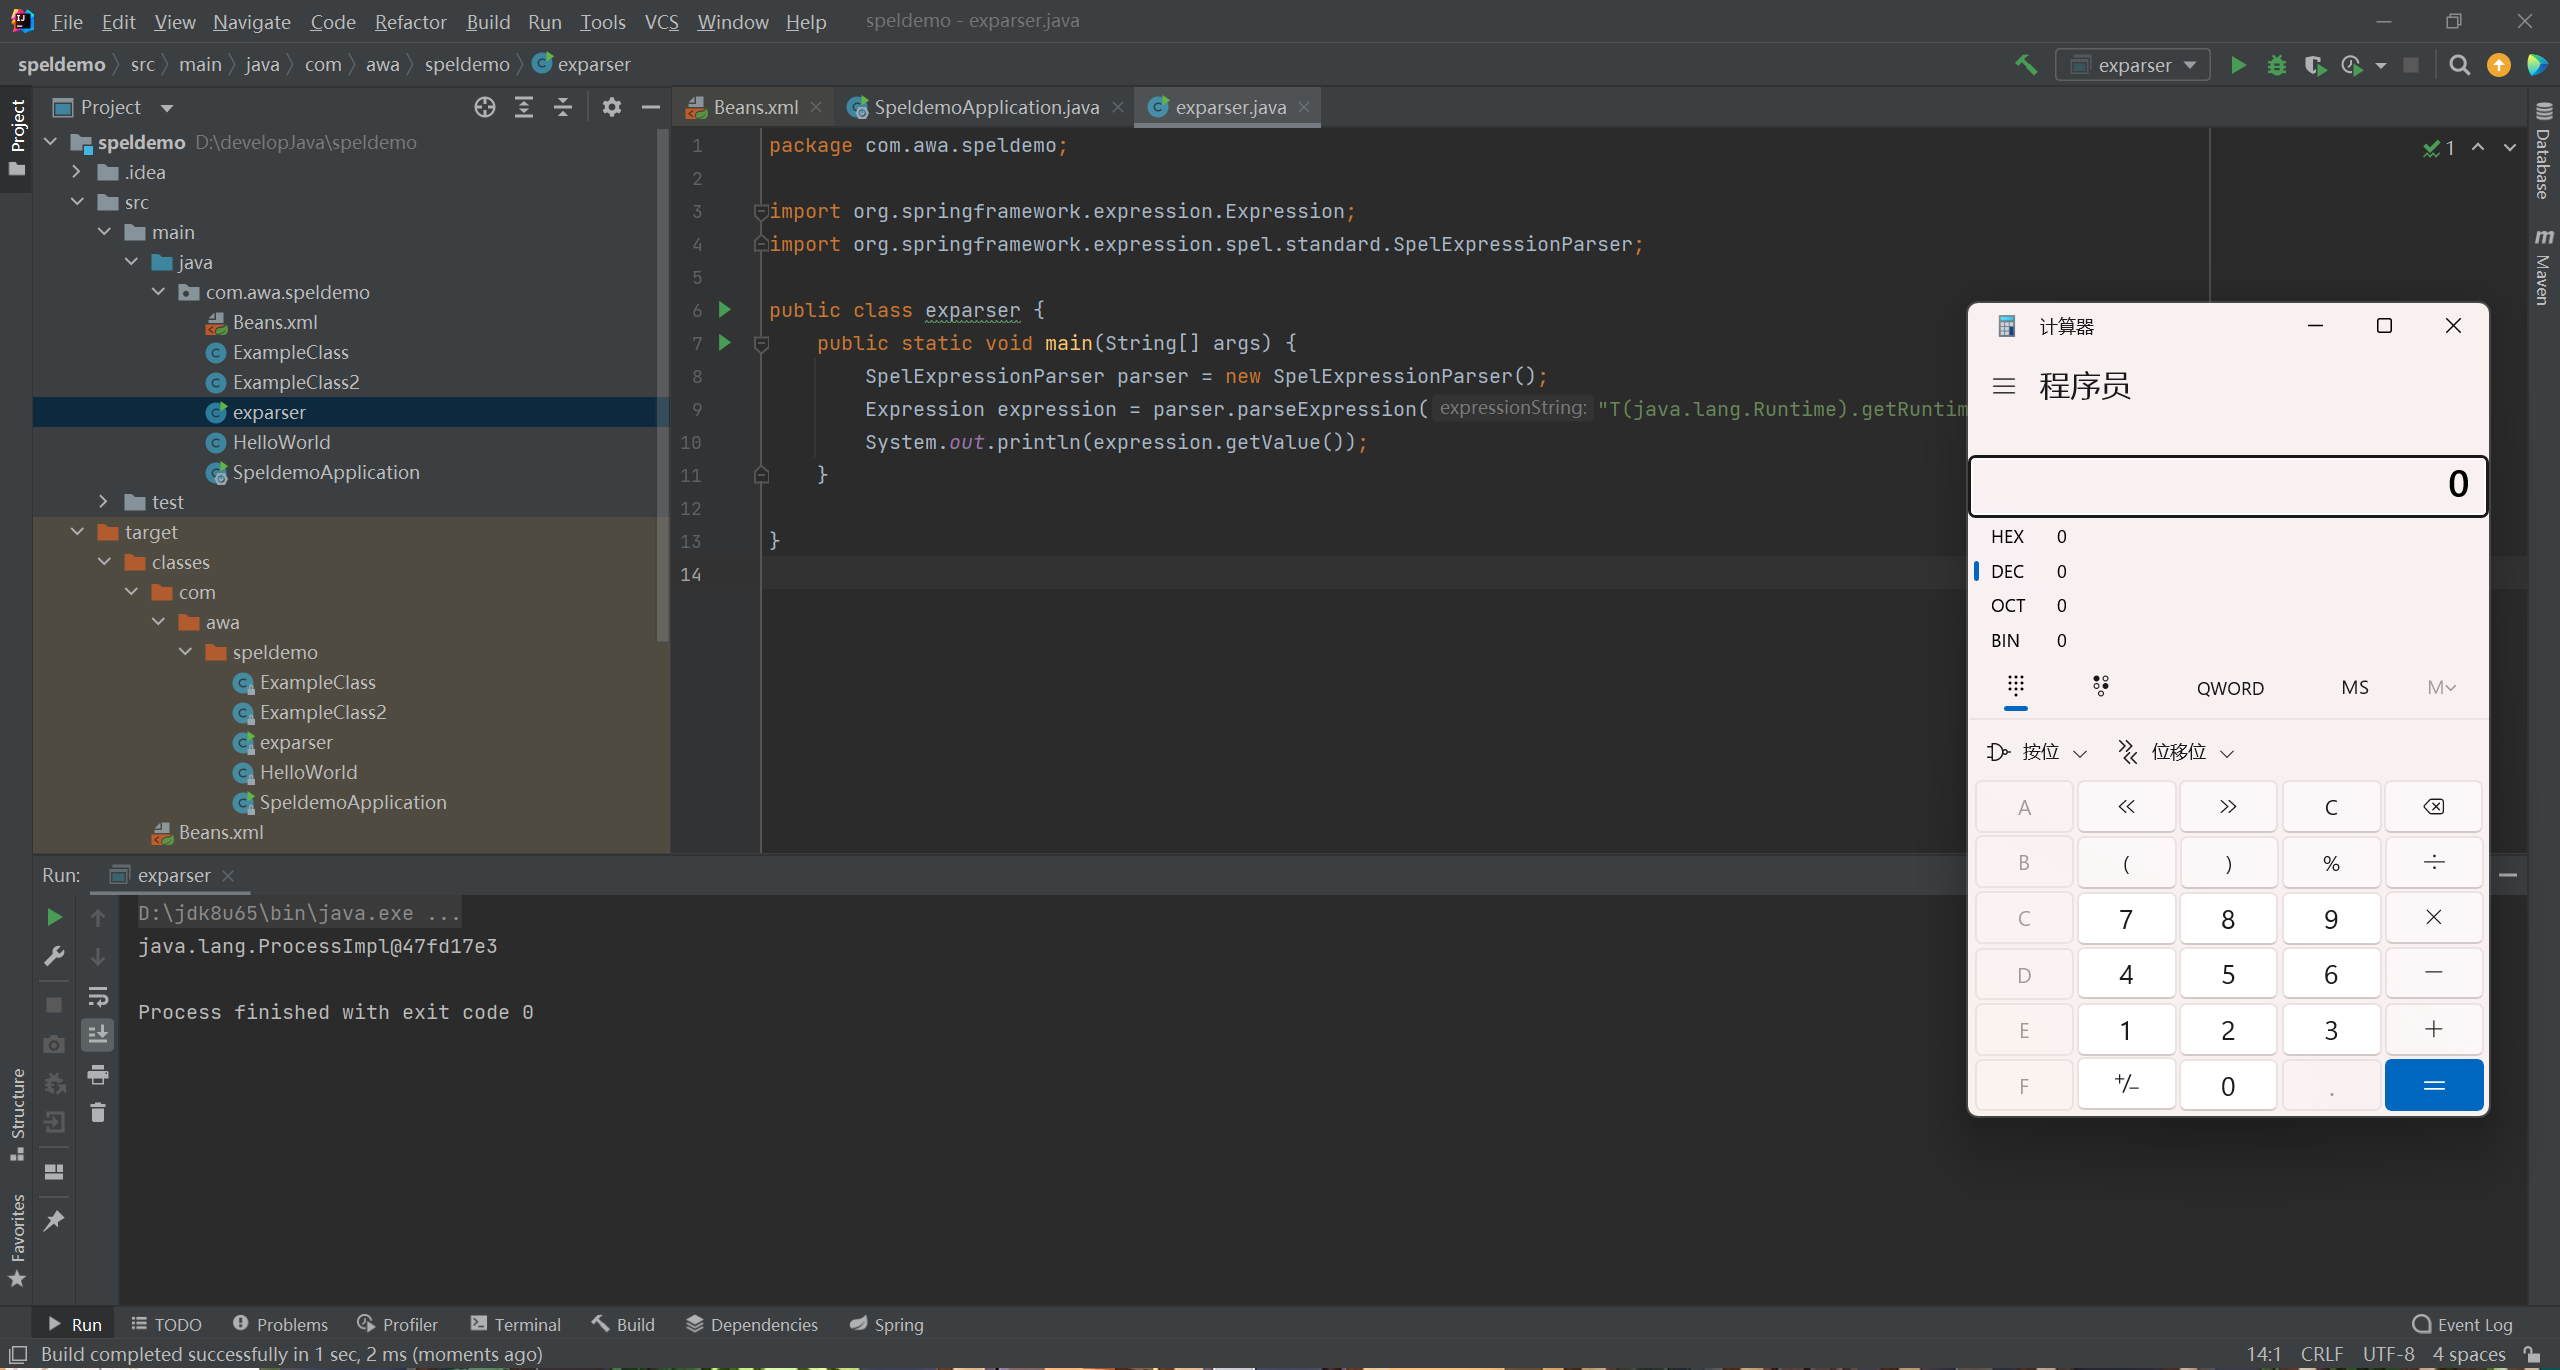 File Edit View Navigate Code Refactor Build Run Tools VCS Window Help speldemo - exparser.java
speldemo src main java com awa speldemo exparser
exparser
Project
Beans.xml SpeldemoApplication.java exparser.java
Project
speldemo D:\developJava\speldemo
.idea
src
main
java
com.awa.speldemo
Beans.xml
ExampleClass
ExampleClass2
exparser
HelloWorld
SpeldemoApplication
test
target
classes
com
awa
speldemo
ExampleClass
ExampleClass2
exparser
HelloWorld
SpeldemoApplication
Beans.xml
1 package com.awa.speldemo;
2
3 import org.springframework.expression.Expression;
4 import org.springframework.expression.spel.standard.SpelExpressionParser;
5
6 public class exparser {
7 public static void main(String[] args) {
8 SpelExpressionParser parser = new SpelExpressionParser();
9 Expression expression = parser.parseExpression( expressionString: "T(java.lang.Runtime).getRuntim
10 System.out.println(expression.getValue());
11 }
12
13 }
14
1
Database
Maven
计算器
程序员
0
HEX 0
DEC 0
OCT 0
BIN 0
QWORD MS M
按位 位移位
A << >> C
B ( ) % ÷
C 7 8 9 ×
D 4 5 6 −
E 1 2 3 +
F +/− 0 . =
Run: exparser
D:\jdk8u65\bin\java.exe ...
java.lang.ProcessImpl@47fd17e3
Process finished with exit code 0
Structure
Favorites
Run TODO Problems Profiler Terminal Build Dependencies Spring Event Log
Build completed successfully in 1 sec, 2 ms (moments ago) 14:1 CRLF UTF-8 4 spaces